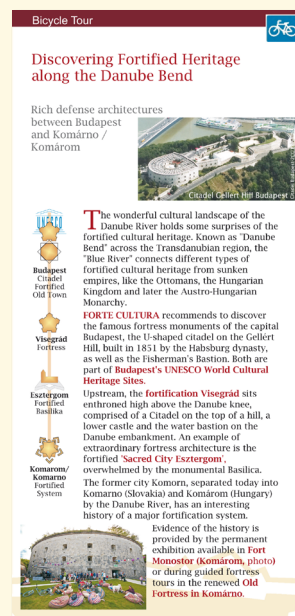 Bicycle Tour
Discovering Fortified Heritage
along the Danube Bend
Rich defense architectures
between Budapest
and Komárno /
Komárom
Citadel Gellért Hill Budapest
UNESCO
Budapest
Citadel
Fortified
Old Town
Visegrád
Fortress
Esztergom
Fortified
Basilika
Komarom/
Komarno
Fortified
System
The wonderful cultural landscape of the
Danube River holds some surprises of the
fortified cultural heritage. Known as "Danube
Bend" across the Transdanubian region, the
"Blue River" connects different types of
fortified cultural heritage from sunken
empires, like the Ottomans, the Hungarian
Kingdom and later the Austro-Hungarian
Monarchy.
FORTE CULTURA recommends to discover
the famous fortress monuments of the capital
Budapest, the U-shaped citadel on the Gellért
Hill, built in 1851 by the Habsburg dynasty,
as well as the Fisherman's Bastion. Both are
part of Budapest's UNESCO World Cultural
Heritage Sites.
Upstream, the fortification Visegrád sits
enthroned high above the Danube knee,
comprised of a Citadel on the top of a hill, a
lower castle and the water bastion on the
Danube embankment. An example of
extraordinary fortress architecture is the
fortified 'Sacred City Esztergom',
overwhelmed by the monumental Basilica.
The former city Komorn, separated today into
Komarno (Slovakia) and Komárom (Hungary)
by the Danube River, has an interesting
history of a major fortification system.
Evidence of the history is
provided by the permanent
exhibition available in Fort
Monostor (Komárom, photo)
or during guided fortress
tours in the renewed Old
Fortress in Komárno.